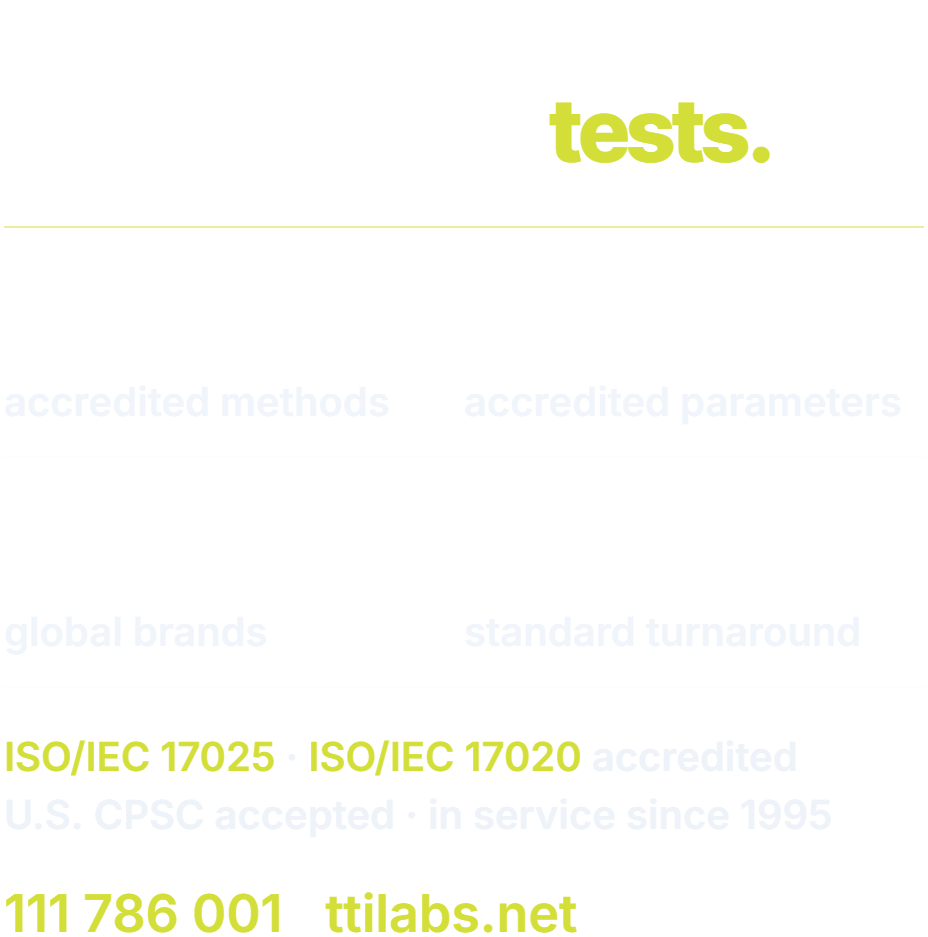 tests.
accredited methods accredited parameters
global brands standard turnaround
ISO/IEC 17025 · ISO/IEC 17020 accredited
U.S. CPSC accepted · in service since 1995
111 786 001 ttilabs.net